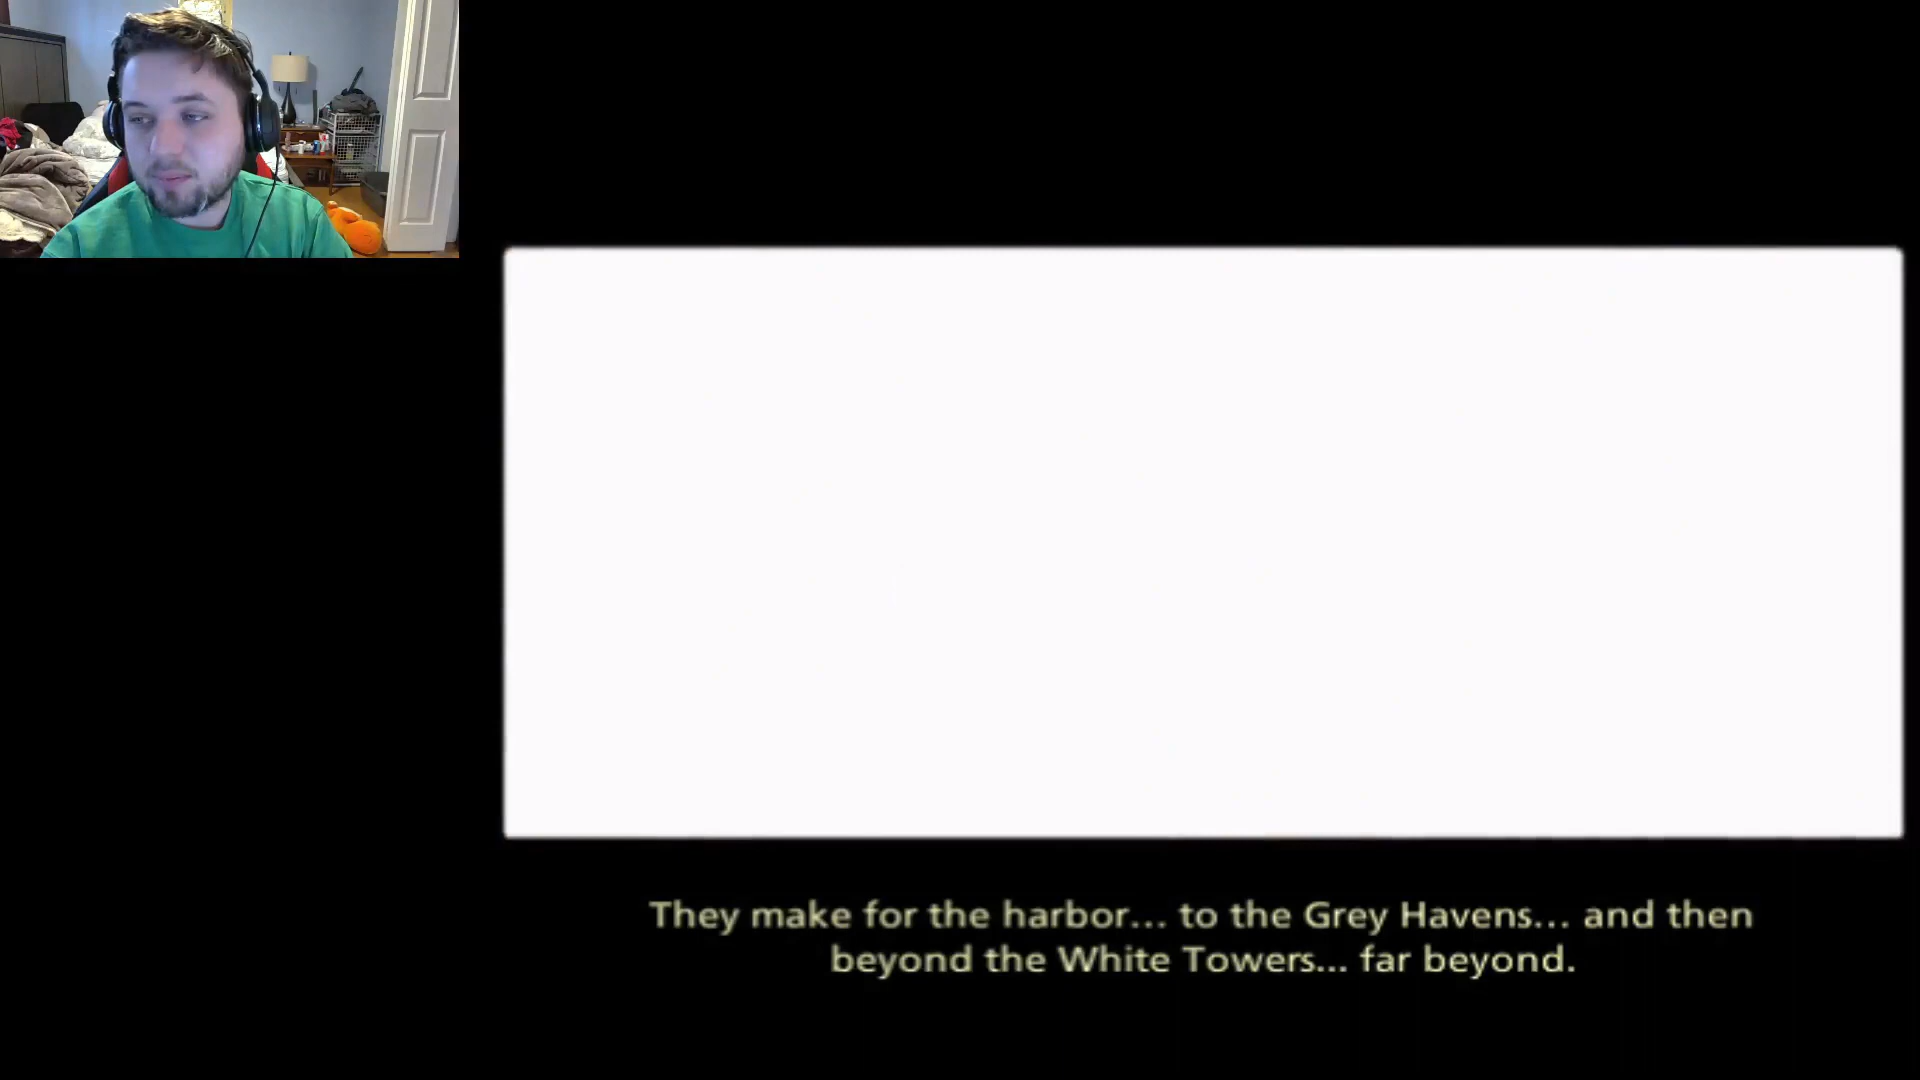 They make for the harbor... to the Grey Havens... and then
beyond the White Towers... far beyond.